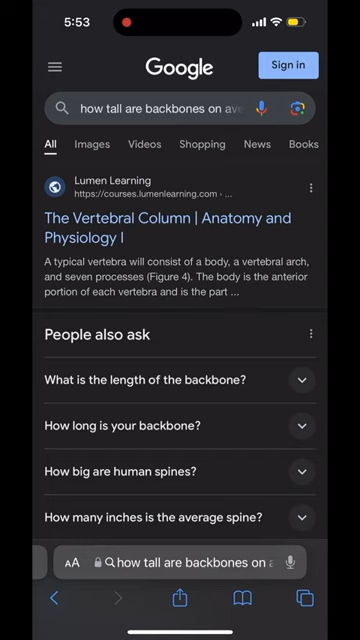 5:53
Google
Sign in
how tall are backbones on ave
All Images Videos Shopping News Books
Lumen Learning
https://courses.lumenlearning.com › ...
The Vertebral Column | Anatomy and
Physiology I
A typical vertebra will consist of a body, a vertebral arch,
and seven processes (Figure 4). The body is the anterior
portion of each vertebra and is the part ...
People also ask
What is the length of the backbone?
How long is your backbone?
How big are human spines?
How many inches is the average spine?
AA how tall are backbones on a